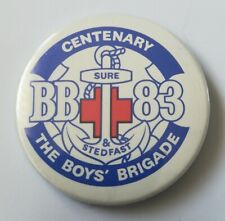 CENTENARY
SURE
BB 83
&
STEDFAST
THE BOYS' BRIGADE